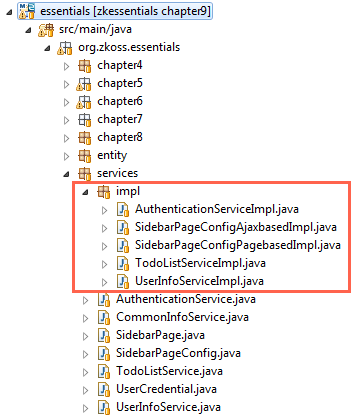 essentials [zkessentials chapter9]
src/main/java
org.zkoss.essentials
chapter4
chapter5
chapter6
chapter7
chapter8
entity
services
impl
AuthenticationServiceImpl.java
SidebarPageConfigAjaxbasedImpl.java
SidebarPageConfigPagebasedImpl.java
TodoListServiceImpl.java
UserInfoServiceImpl.java
AuthenticationService.java
CommonInfoService.java
SidebarPage.java
SidebarPageConfig.java
TodoListService.java
UserCredential.java
UserInfoService.java